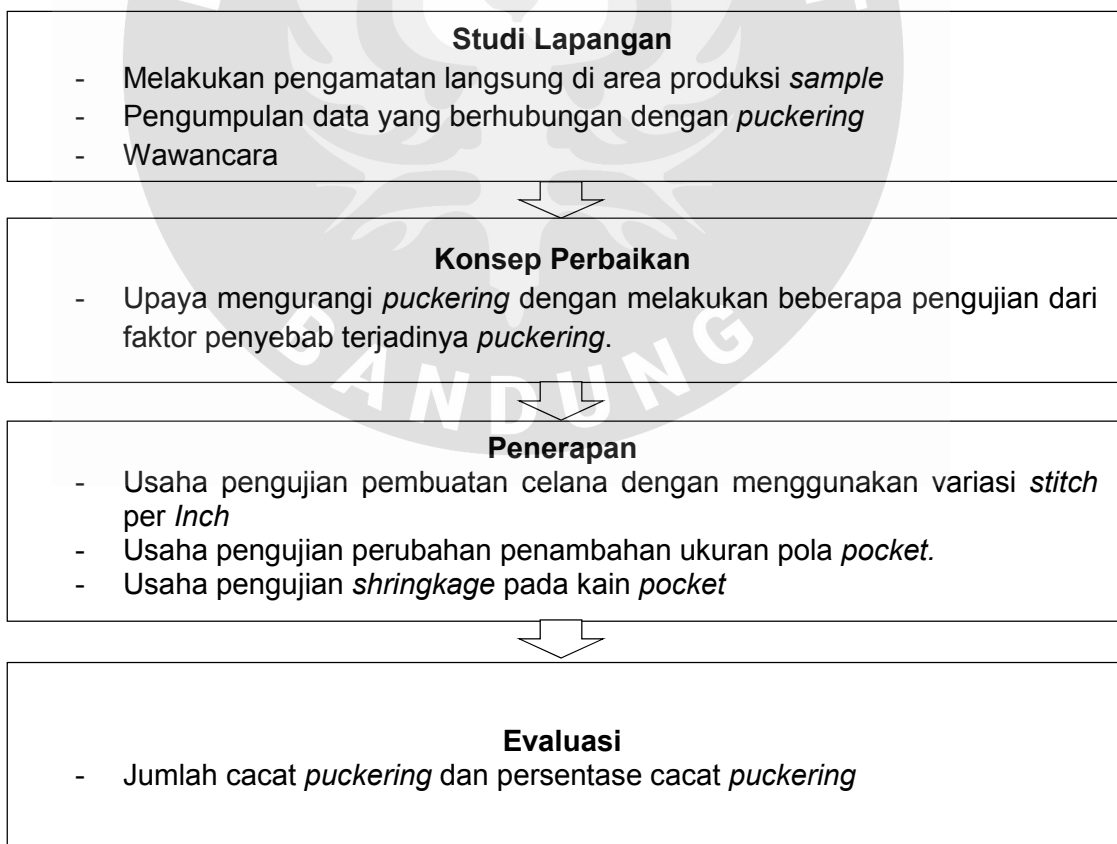 Studi Lapangan
- Melakukan pengamatan langsung di area produksi sample
- Pengumpulan data yang berhubungan dengan puckering
- Wawancara
Konsep Perbaikan
- Upaya mengurangi puckering dengan melakukan beberapa pengujian dari
faktor penyebab terjadinya puckering.
BANDUNG
Penerapan
- Usaha pengujian pembuatan celana dengan menggunakan variasi stitch
per Inch
- Usaha pengujian perubahan penambahan ukuran pola pocket.
- Usaha pengujian shringkage pada kain pocket
Evaluasi
- Jumlah cacat puckering dan persentase cacat puckering